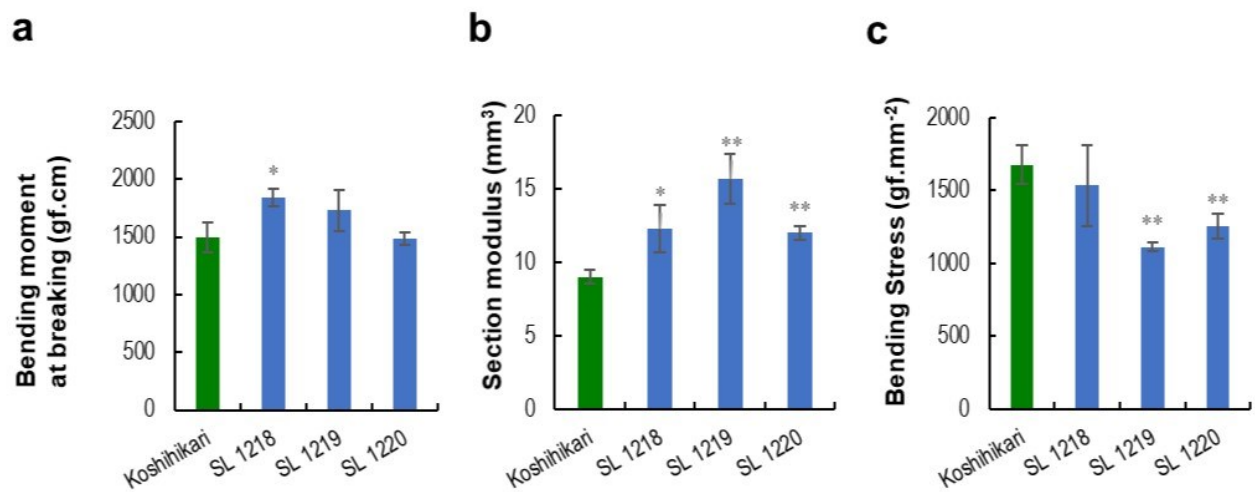 a
b
c
Bending moment
at breaking (gf.cm)
2500
2000
1500
1000
500
0
*
Koshihikari
SL 1218
SL 1219
SL 1220
Section modulus (mm³)
20
15
10
5
0
*
**
**
Koshihikari
SL 1218
SL 1219
SL 1220
Bending Stress (gf.mm⁻²)
2000
1500
1000
500
0
**
**
Koshihikari
SL 1218
SL 1219
SL 1220